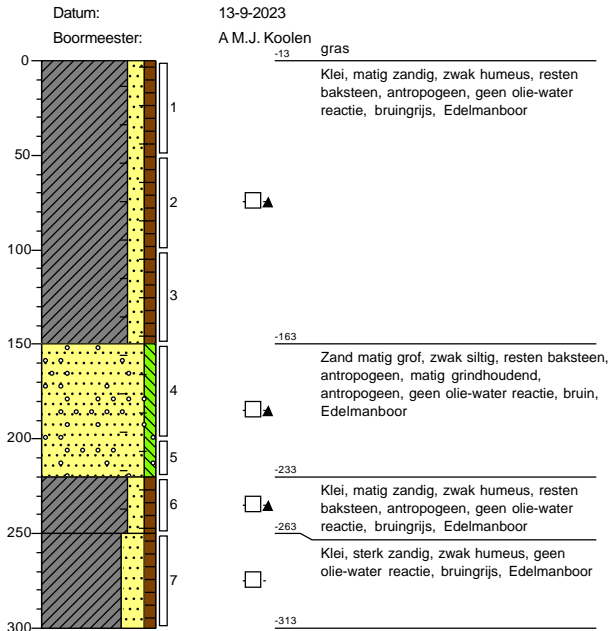 Datum: 13-9-2023
Boormeester: A M.J. Koolen
-13 gras
0
Klei, matig zandig, zwak humeus, resten
baksteen, antropogeen, geen olie-water
reactie, bruingrijs, Edelmanboor
1
50
2
100
3
150
-163
Zand matig grof, zwak siltig, resten baksteen,
antropogeen, matig grindhoudend,
antropogeen, geen olie-water reactie, bruin,
Edelmanboor
4
200
5
-233
Klei, matig zandig, zwak humeus, resten
baksteen, antropogeen, geen olie-water
reactie, bruingrijs, Edelmanboor
6
250
-263
Klei, sterk zandig, zwak humeus, geen
olie-water reactie, bruingrijs, Edelmanboor
7
300
-313